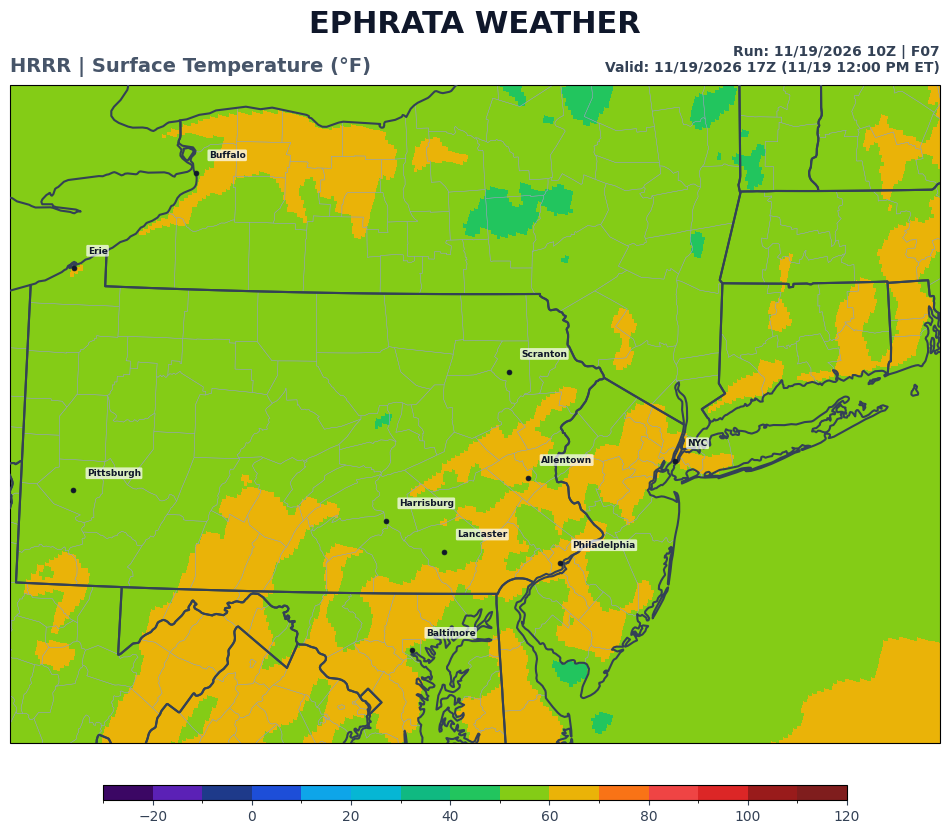 EPHRATA WEATHER
HRRR | Surface Temperature (°F)
Run: 11/19/2026 10Z | F07
Valid: 11/19/2026 17Z (11/19 12:00 PM ET)
Buffalo
Erie
Scranton
NYC
Allentown
Pittsburgh
Harrisburg
Lancaster
Philadelphia
Baltimore
−20 0 20 40 60 80 100 120